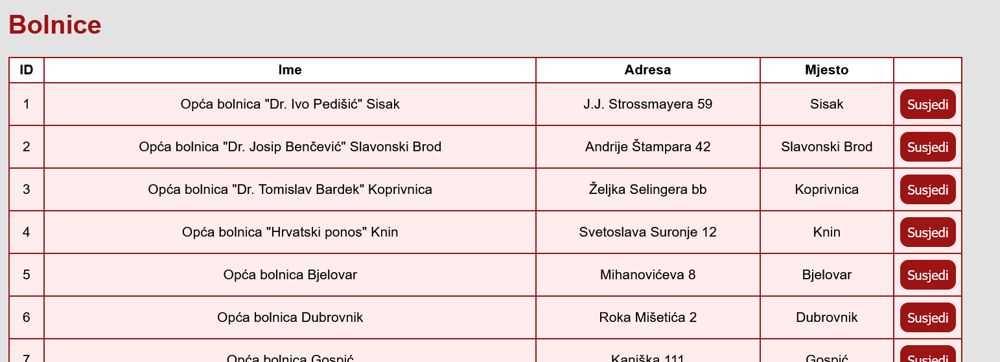 Bolnice
ID Ime Adresa Mjesto
1 Opća bolnica "Dr. Ivo Pedišić" Sisak J.J. Strossmayera 59 Sisak Susjedi
2 Opća bolnica "Dr. Josip Benčević" Slavonski Brod Andrije Štampara 42 Slavonski Brod Susjedi
3 Opća bolnica "Dr. Tomislav Bardek" Koprivnica Željka Selingera bb Koprivnica Susjedi
4 Opća bolnica "Hrvatski ponos" Knin Svetoslava Suronje 12 Knin Susjedi
5 Opća bolnica Bjelovar Mihanovićeva 8 Bjelovar Susjedi
6 Opća bolnica Dubrovnik Roka Mišetića 2 Dubrovnik Susjedi
7 Opća bolnica Gospić Kaniška 111 Gospić Susjedi